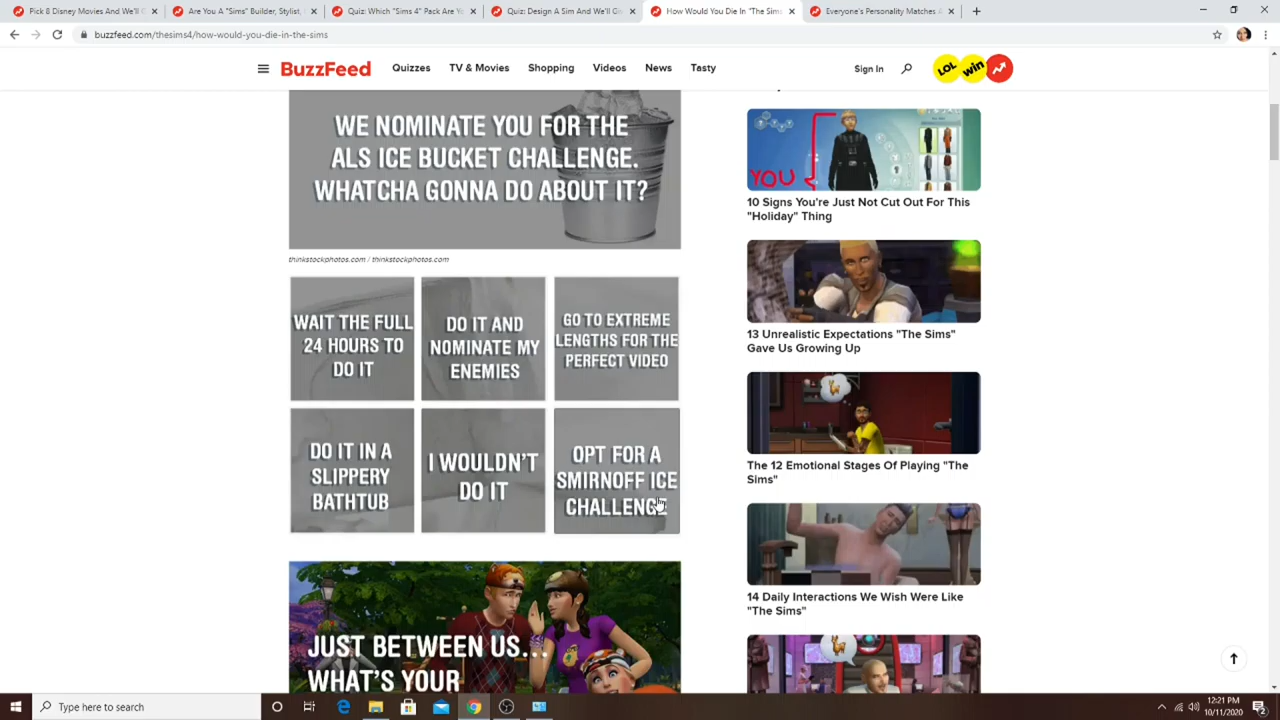 Pick 8 Disney Movies And We'll G
Are You A "Sims" Builder, Stylist,
Quiz: Which "Sims 4" Pack Are Yo
Quiz: Design A Sim And We'll Giv
How Would You Die In "The Sims
Everyone's Personality Matches A
buzzfeed.com/thesims4/how-would-you-die-in-the-sims
BuzzFeed
Quizzes
TV & Movies
Shopping
Videos
News
Tasty
Sign In
LOL
win
WE NOMINATE YOU FOR THE
ALS ICE BUCKET CHALLENGE.
WHATCHA GONNA DO ABOUT IT?
thinkstockphotos.com / thinkstockphotos.com
WAIT THE FULL
24 HOURS TO
DO IT
DO IT AND
NOMINATE MY
ENEMIES
GO TO EXTREME
LENGTHS FOR THE
PERFECT VIDEO
DO IT IN A
SLIPPERY
BATHTUB
I WOULDN'T
DO IT
OPT FOR A
SMIRNOFF ICE
CHALLENGE
JUST BETWEEN US...
WHAT'S YOUR
YOU
10 Signs You're Just Not Cut Out For This
"Holiday" Thing
13 Unrealistic Expectations "The Sims"
Gave Us Growing Up
The 12 Emotional Stages Of Playing "The
Sims"
14 Daily Interactions We Wish Were Like
"The Sims"
Type here to search
12:21 PM
10/11/2020
2